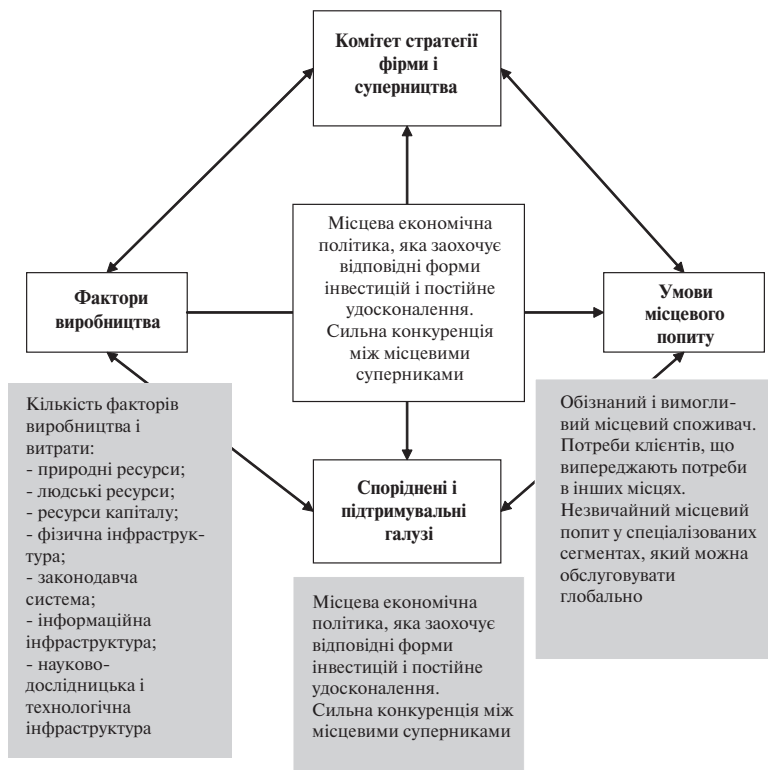 Комітет стратегії
фірми і
суперництва
Місцева економічна
політика, яка заохочує
відповідні форми
інвестицій і постійне
удосконалення.
Сильна конкуренція
між місцевими
суперниками
Фактори
виробництва
Умови
місцевого
попиту
Кількість факторів
виробництва і
витрати:
- природні ресурси;
- людські ресурси;
- ресурси капіталу;
- фізична інфраструк-
тура;
- законодавча
система;
- інформаційна
інфраструктура;
- науково-
дослідницька і
технологічна
інфраструктура
Споріднені і
підтримувальні
галузі
Місцева економічна
політика, яка заохочує
відповідні форми
інвестицій і постійне
удосконалення.
Сильна конкуренція між
місцевими суперниками
Обізнаний і вимогли-
вий місцевий споживач.
Потреби клієнтів, що
випереджають потреби
в інших місцях.
Незвичайний місцевий
попит у спеціалізованих
сегментах, який можна
обслуговувати
глобально